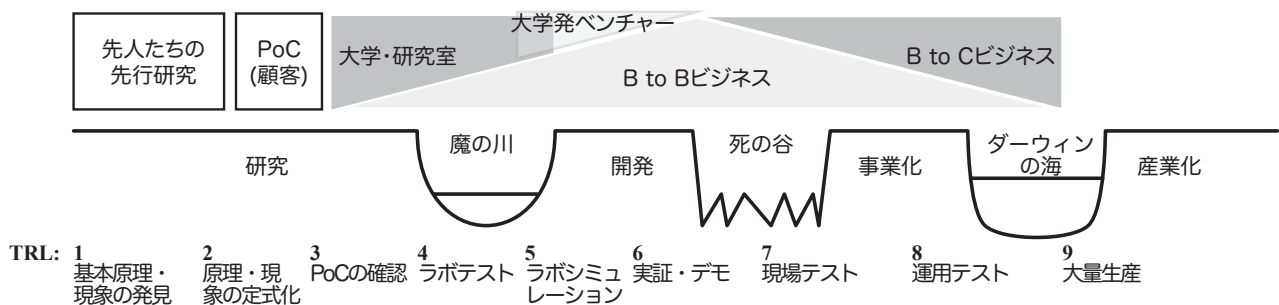 先人たちの
先行研究
PoC
(顧客)
大学・研究室
大学発ベンチャー
B to Bビジネス
B to Cビジネス
研究
魔の川
開発
死の谷
事業化
ダーウィン
の海
産業化
TRL:
1
基本原理・
現象の発見
2
原理・現
象の定式化
3
PoCの確認
4
ラボテスト
5
ラボシミュ
レーション
6
実証・デモ
7
現場テスト
8
運用テスト
9
大量生産